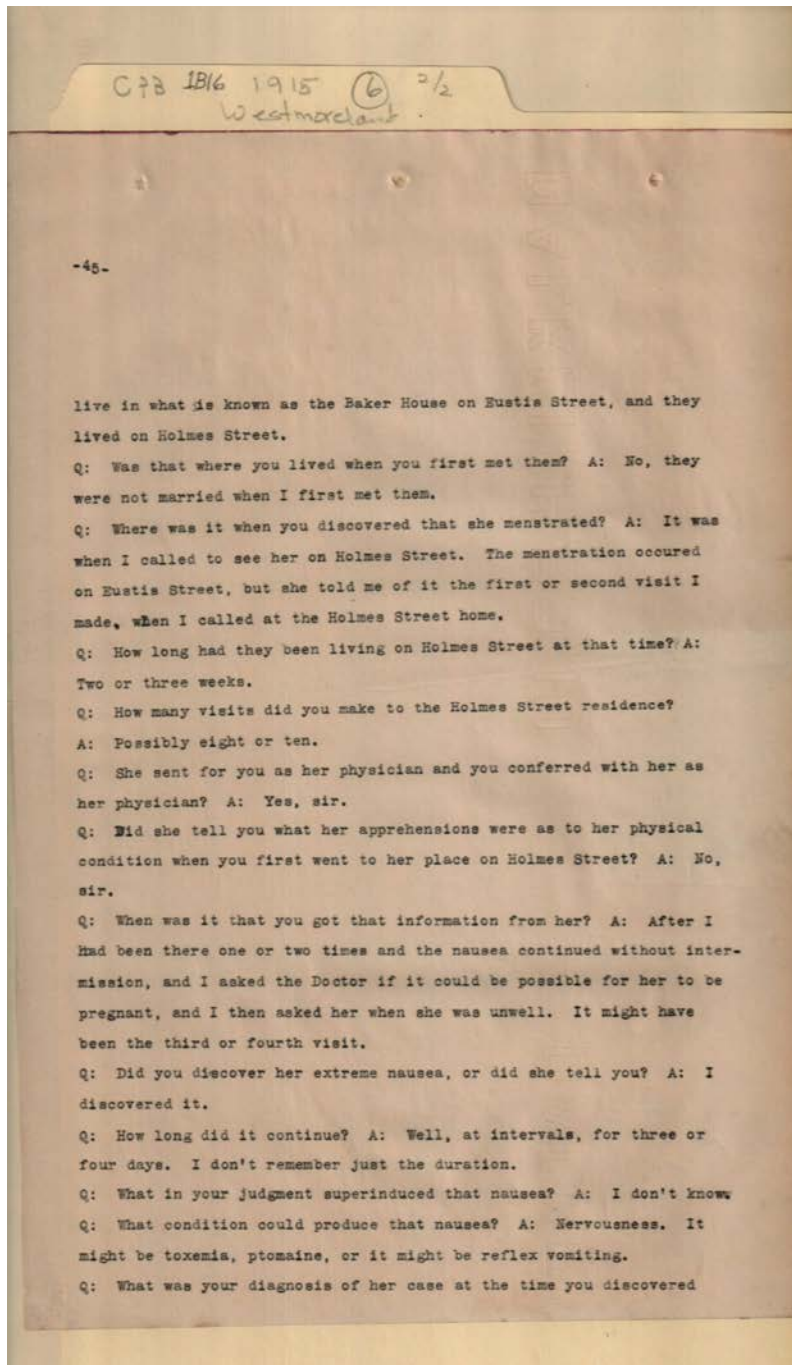 C73 1B16 1915 6 2/2
Westmoreland.
-45-
live in what is known as the Baker House on Eustis Street, and they
lived on Holmes Street.
Q: Was that where you lived when you first met them? A: No, they
were not married when I first met them.
Q: Where was it when you discovered that she menstrated? A: It was
when I called to see her on Holmes Street. The menstration occured
on Eustis Street, but she told me of it the first or second visit I
made, when I called at the Holmes Street home.
Q: How long had they been living on Holmes Street at that time? A:
Two or three weeks.
Q: How many visits did you make to the Holmes Street residence?
A: Possibly eight or ten.
Q: She sent for you as her physician and you conferred with her as
her physician? A: Yes, sir.
Q: Did she tell you what her apprehensions were as to her physical
condition when you first went to her place on Holmes Street? A: No,
sir.
Q: When was it that you got that information from her? A: After I
had been there one or two times and the nausea continued without inter-
mission, and I asked the Doctor if it could be possible for her to be
pregnant, and I then asked her when she was unwell. It might have
been the third or fourth visit.
Q: Did you discover her extreme nausea, or did she tell you? A: I
discovered it.
Q: How long did it continue? A: Well, at intervals, for three or
four days. I don't remember just the duration.
Q: What in your judgment superinduced that nausea? A: I don't know.
Q: What condition could produce that nausea? A: Nervousness. It
might be toxemia, ptomaine, or it might be reflex vomiting.
Q: What was your diagnosis of her case at the time you discovered